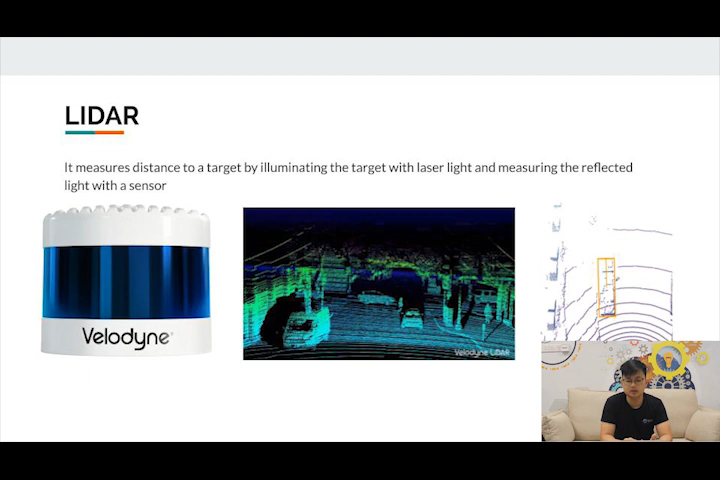 LIDAR
It measures distance to a target by illuminating the target with laser light and measuring the reflected
light with a sensor
Velodyne
Velodyne LiDAR